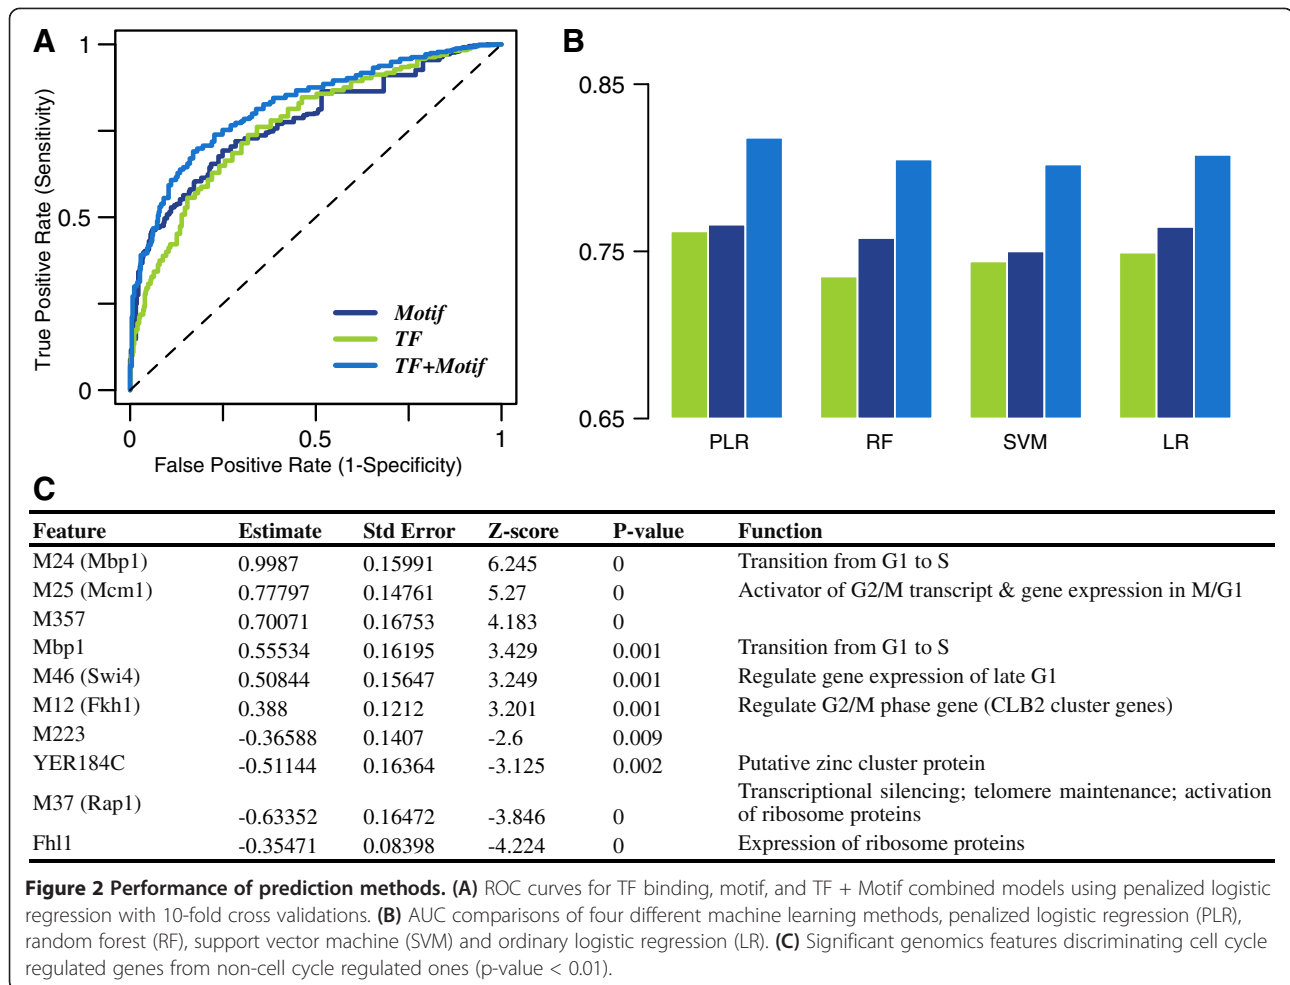 A
True Positive Rate (Sensitivity)
1
0.5
0
0
0.5
1
False Positive Rate (1-Specificity)
Motif
TF
TF+Motif
B
0.85
0.75
0.65
PLR
RF
SVM
LR
C
Feature Estimate Std Error Z-score P-value Function
M24 (Mbp1) 0.9987 0.15991 6.245 0 Transition from G1 to S
M25 (Mcm1) 0.77797 0.14761 5.27 0 Activator of G2/M transcript & gene expression in M/G1
M357 0.70071 0.16753 4.183 0
Mbp1 0.55534 0.16195 3.429 0.001 Transition from G1 to S
M46 (Swi4) 0.50844 0.15647 3.249 0.001 Regulate gene expression of late G1
M12 (Fkh1) 0.388 0.1212 3.201 0.001 Regulate G2/M phase gene (CLB2 cluster genes)
M223 -0.36588 0.1407 -2.6 0.009
YER184C -0.51144 0.16364 -3.125 0.002 Putative zinc cluster protein
M37 (Rap1) -0.63352 0.16472 -3.846 0 Transcriptional silencing; telomere maintenance; activation
of ribosome proteins
Fhl1 -0.35471 0.08398 -4.224 0 Expression of ribosome proteins
Figure 2 Performance of prediction methods. (A) ROC curves for TF binding, motif, and TF + Motif combined models using penalized logistic
regression with 10-fold cross validations. (B) AUC comparisons of four different machine learning methods, penalized logistic regression (PLR),
random forest (RF), support vector machine (SVM) and ordinary logistic regression (LR). (C) Significant genomics features discriminating cell cycle
regulated genes from non-cell cycle regulated ones (p-value < 0.01).